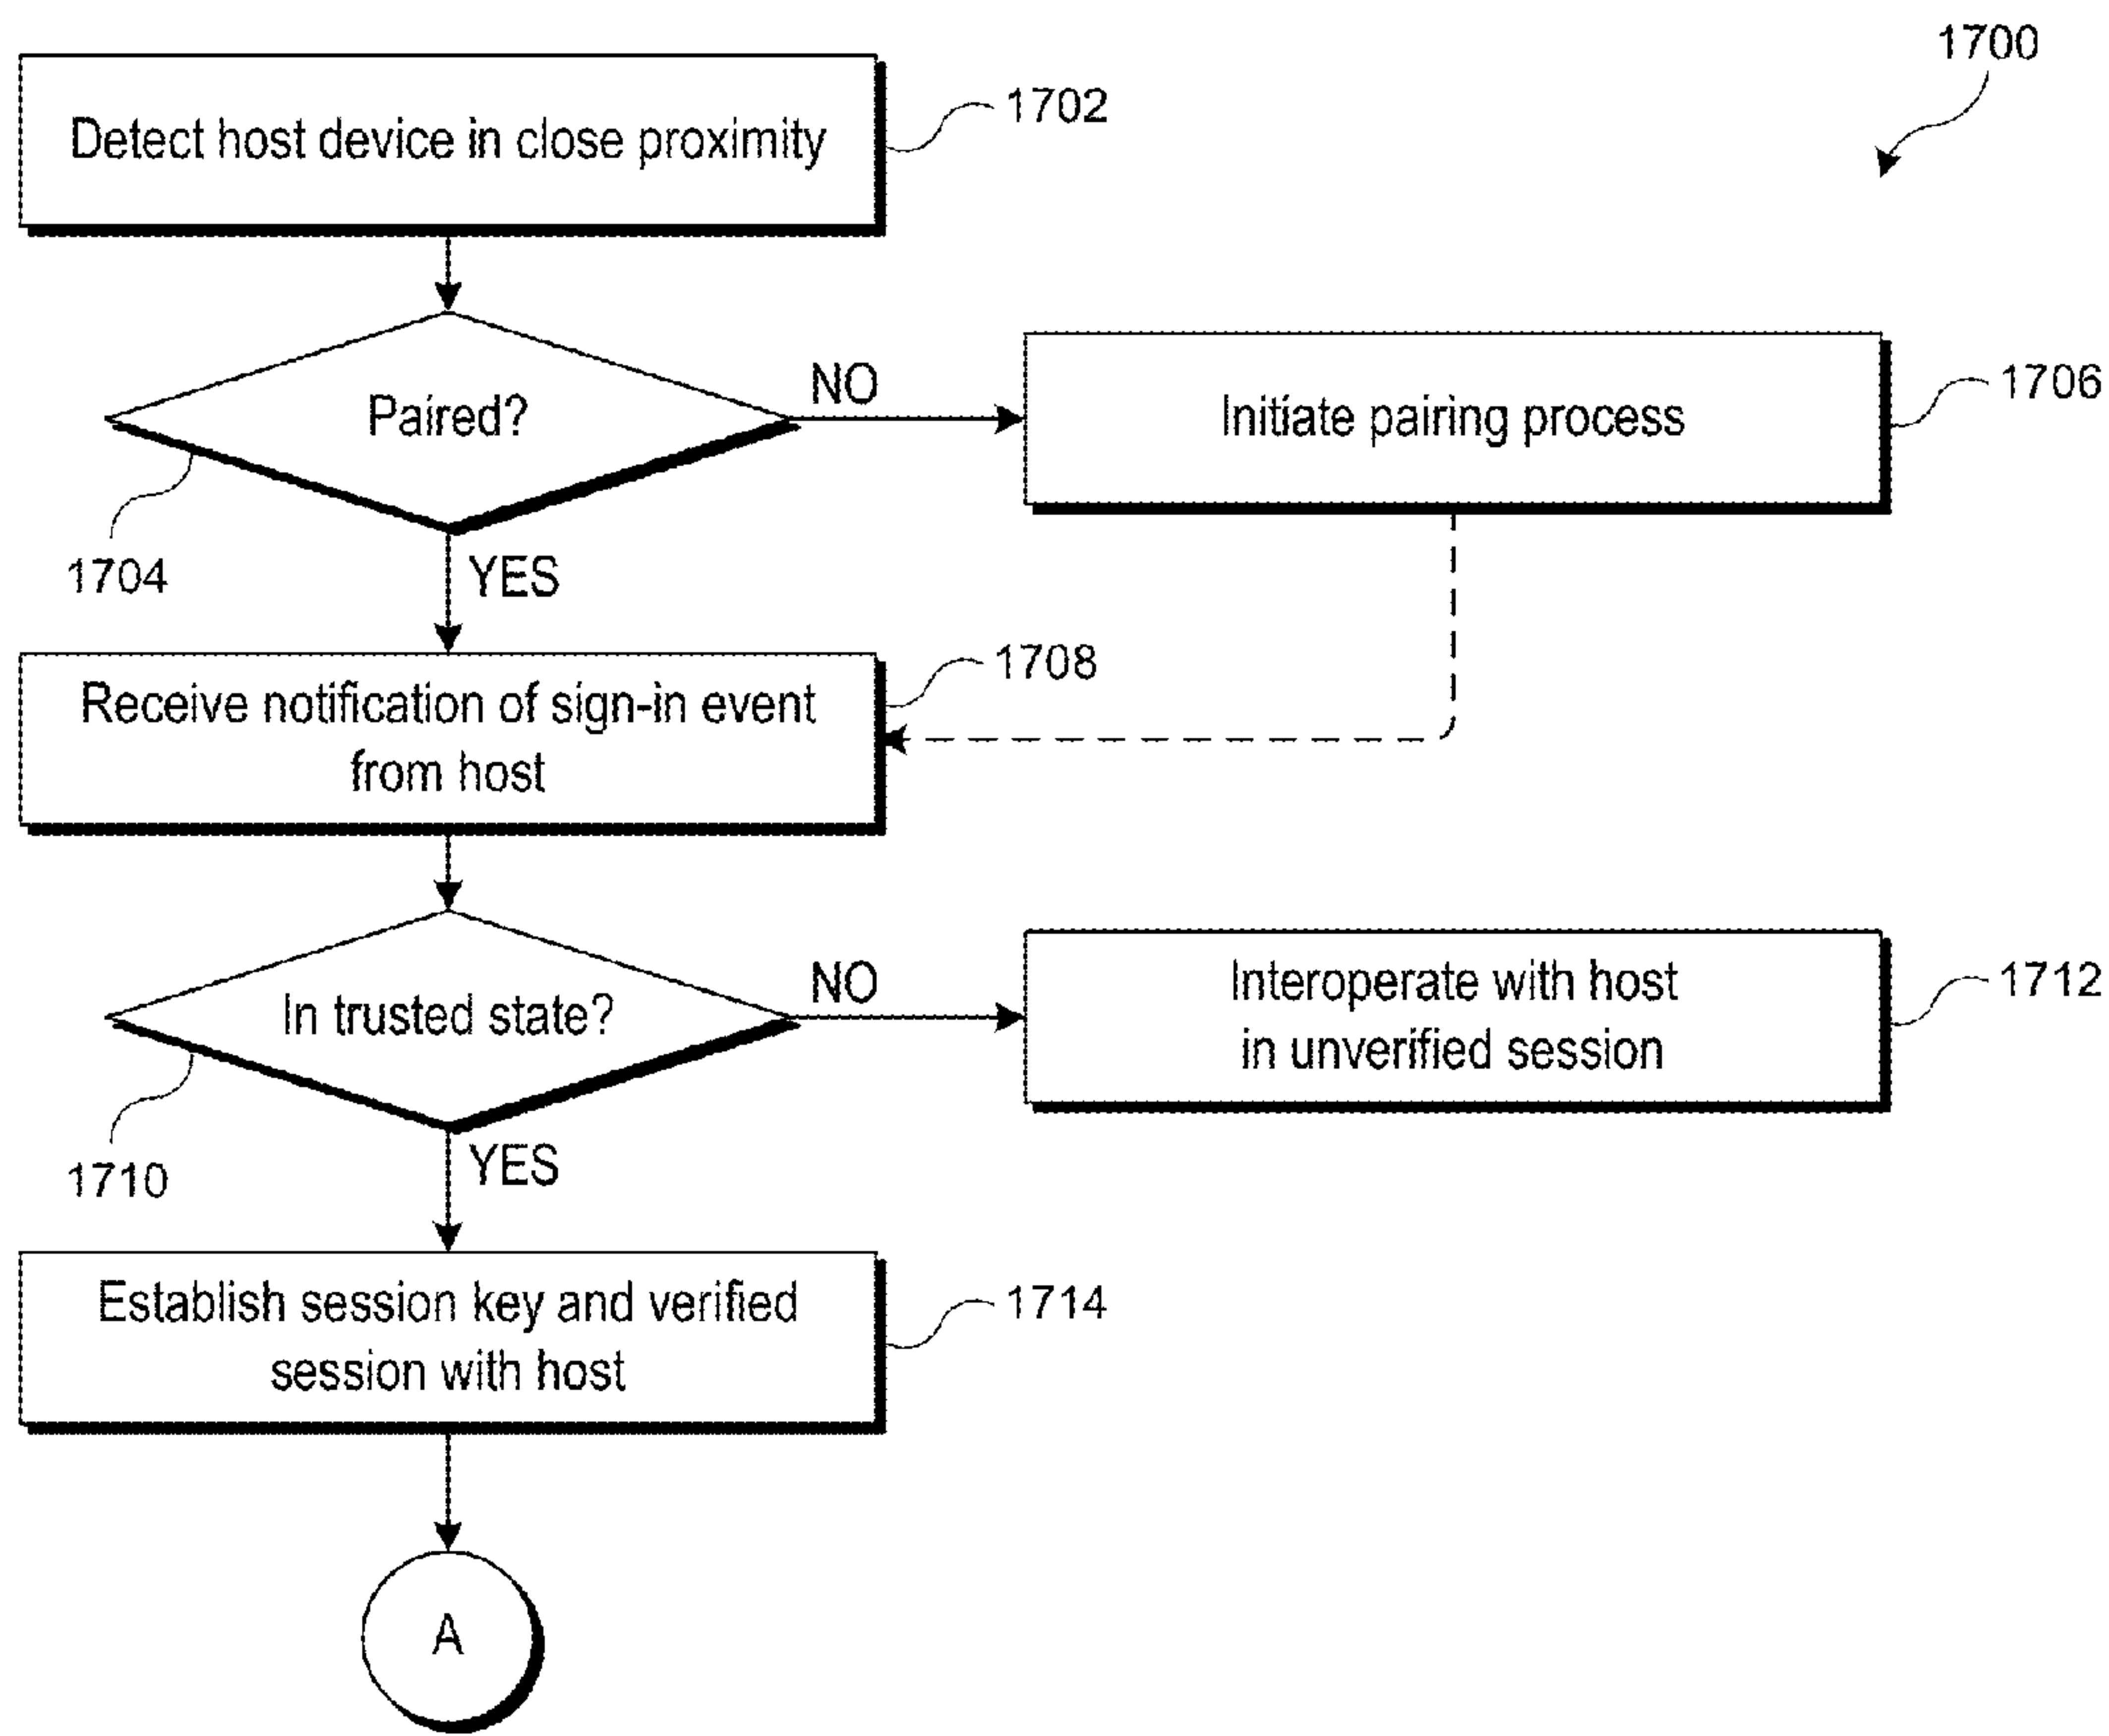 1700
Detect host device in close proximity
1702
Paired?
NO
Initiate pairing process
1706
1704
YES
Receive notification of sign-in event
from host
1708
In trusted state?
NO
Interoperate with host
in unverified session
1712
1710
YES
Establish session key and verified
session with host
1714
A